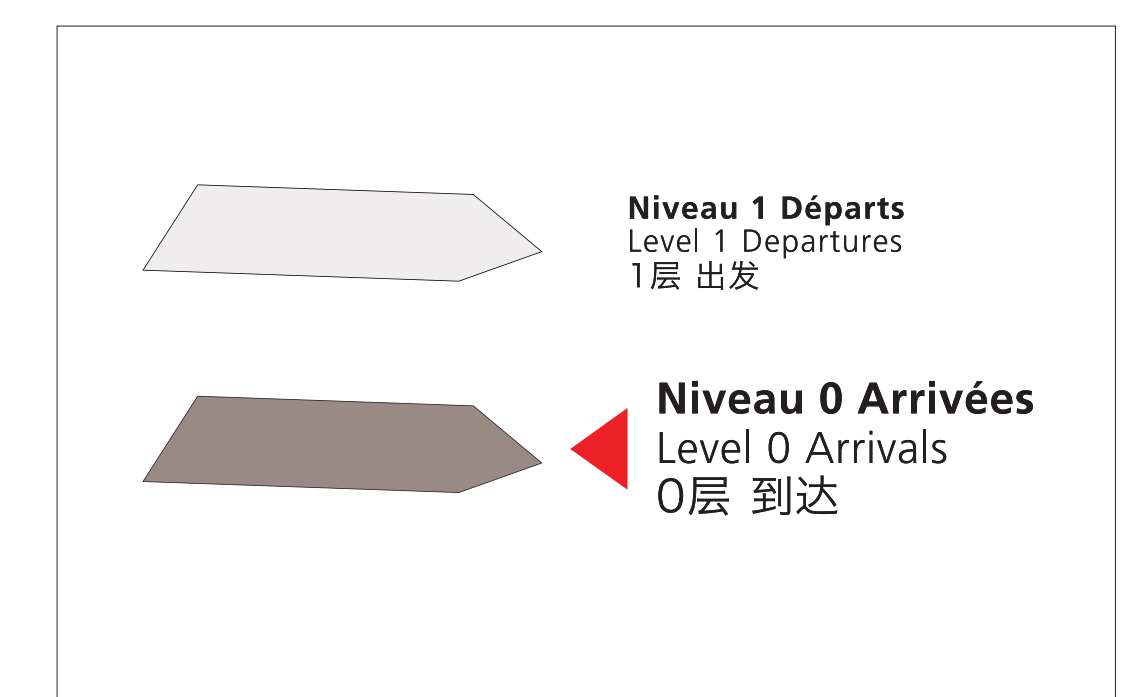 Niveau 1 Départs
Level 1 Departures
1层 出发
Niveau 0 Arrivées
Level 0 Arrivals
0层 到达